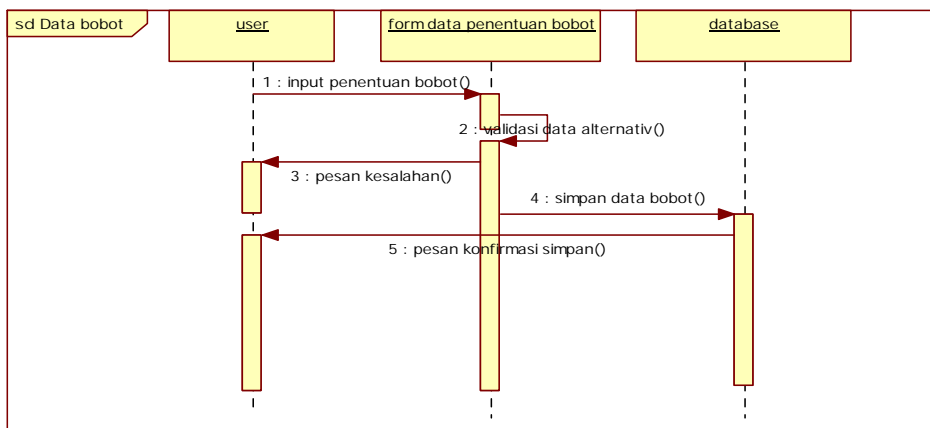 sd Data bobot
user
form data penentuan bobot
database
1 : input penentuan bobot()
2 : validasi data alternativ()
3 : pesan kesalahan()
4 : simpan data bobot()
5 : pesan konfirmasi simpan()